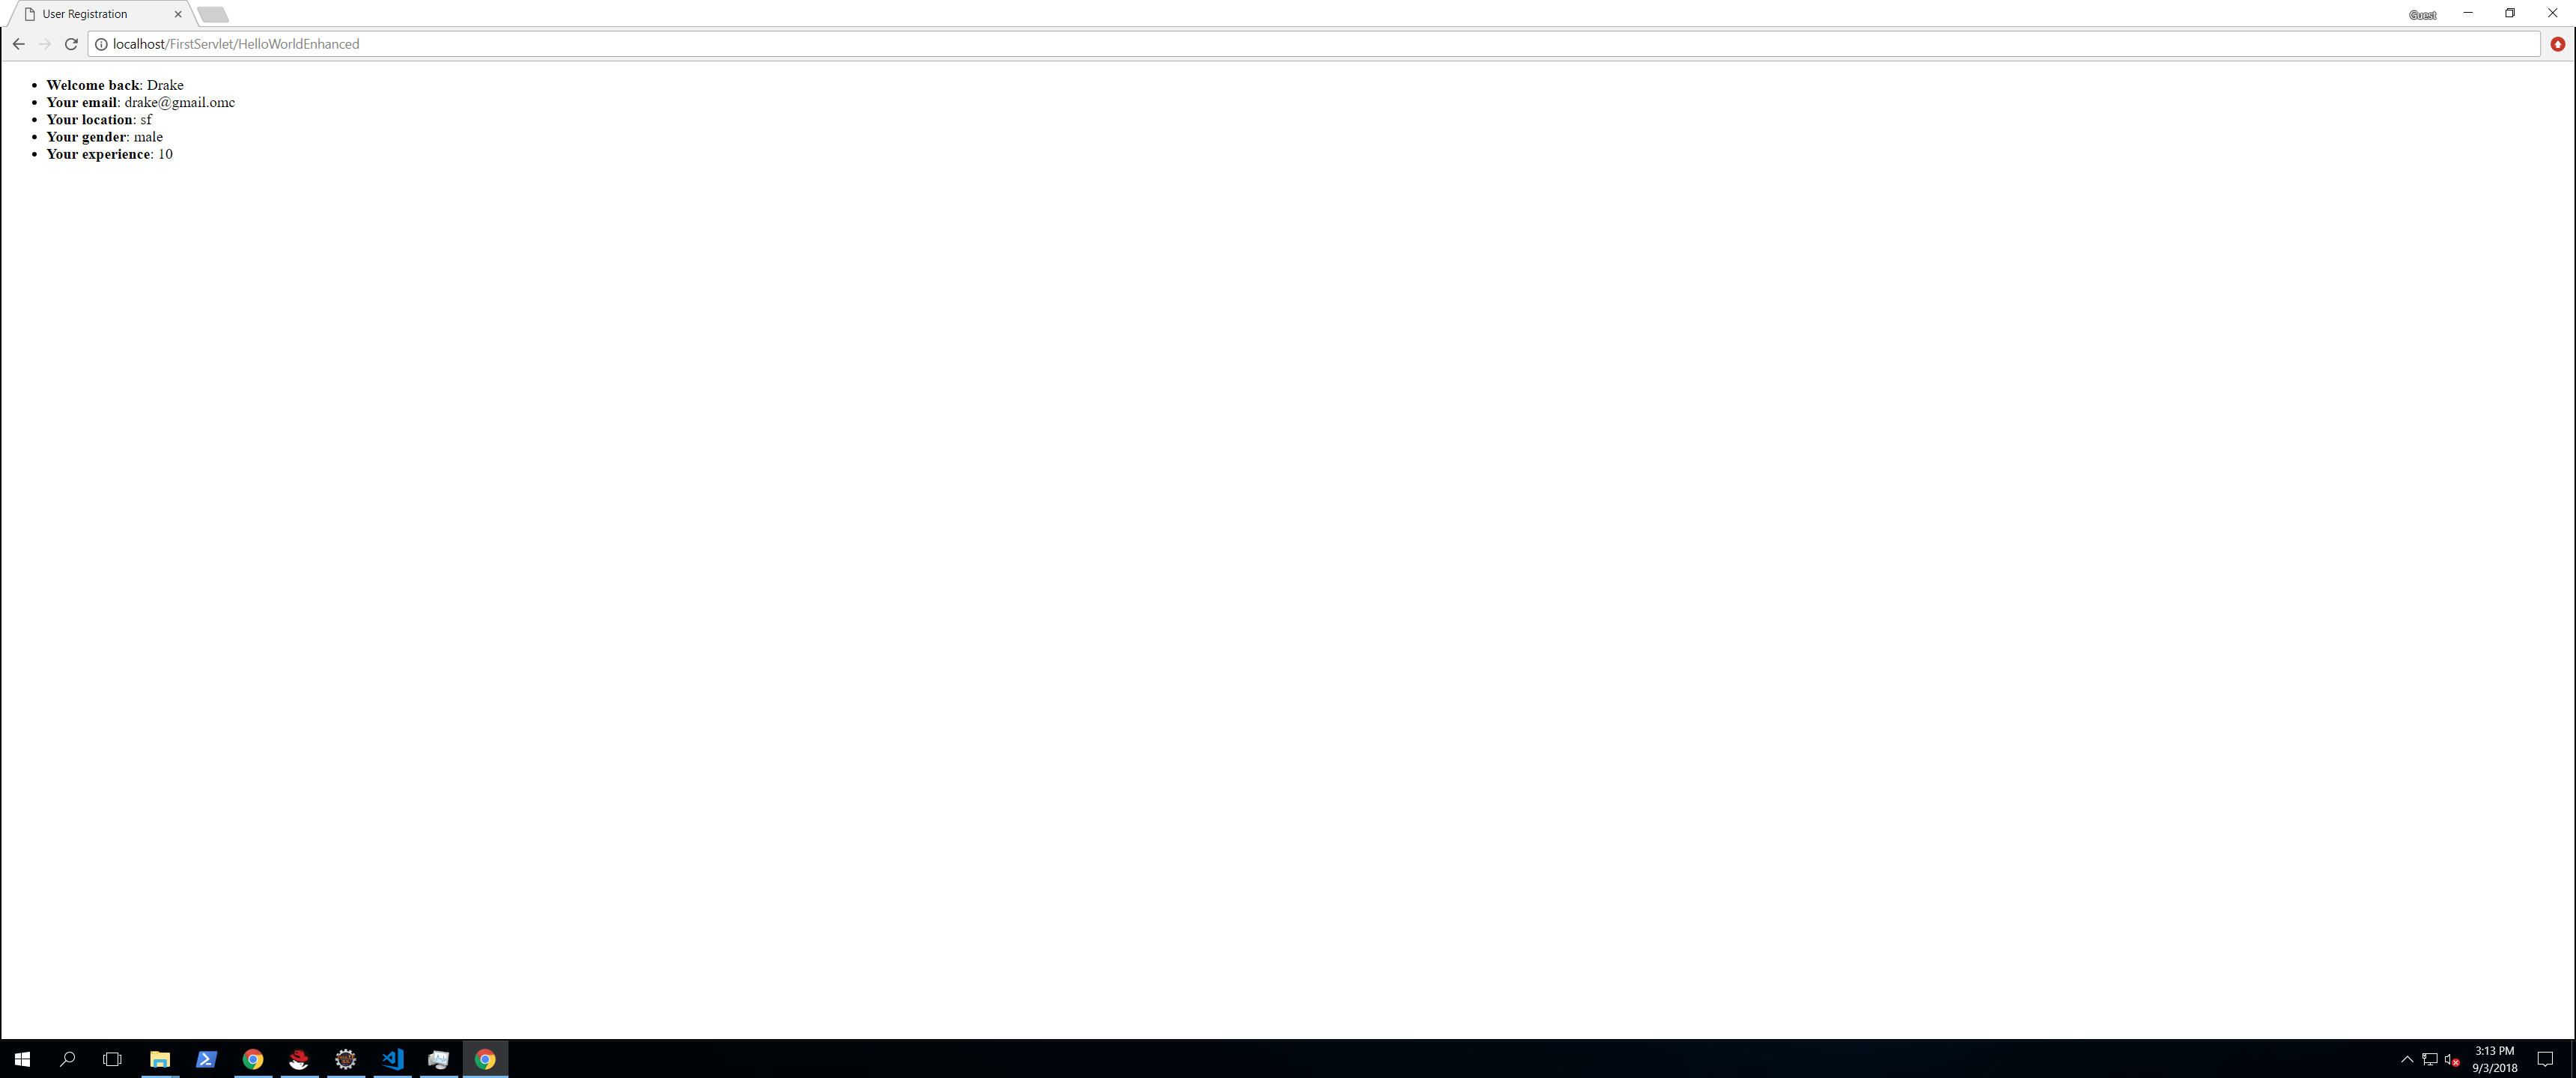 User Registration
Guest
localhost/FirstServlet/HelloWorldEnhanced
Welcome back: Drake
Your email: drake@gmail.omc
Your location: sf
Your gender: male
Your experience: 10
3:13 PM
9/3/2018